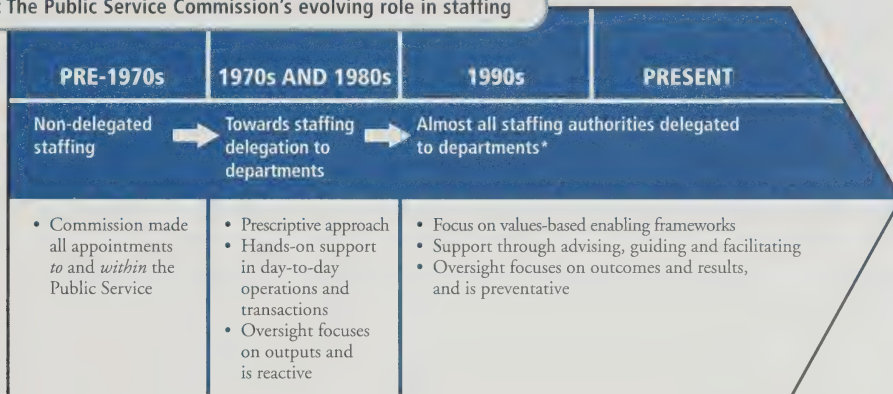 The Public Service Commission's evolving role in staffing
PRE-1970s
1970s AND 1980s
1990s
PRESENT
Non-delegated
staffing
Towards staffing
delegation to
departments
Almost all staffing authorities delegated
to departments*
• Commission made
all appointments
to and within the
Public Service
• Prescriptive approach
• Hands-on support
in day-to-day
operations and
transactions
• Oversight focuses
on outputs and
is reactive
• Focus on values-based enabling frameworks
• Support through advising, guiding and facilitating
• Oversight focuses on outcomes and results,
and is preventative